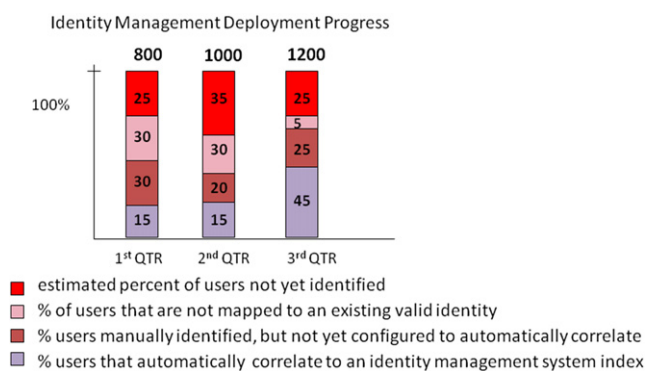 Identity Management Deployment Progress
800 1000 1200
100%
25 35 25
30 30 5
30 20 25
15 15 45
1st QTR 2nd QTR 3rd QTR
estimated percent of users not yet identified
% of users that are not mapped to an existing valid identity
% users manually identified, but not yet configured to automatically correlate
% users that automatically correlate to an identity management system index